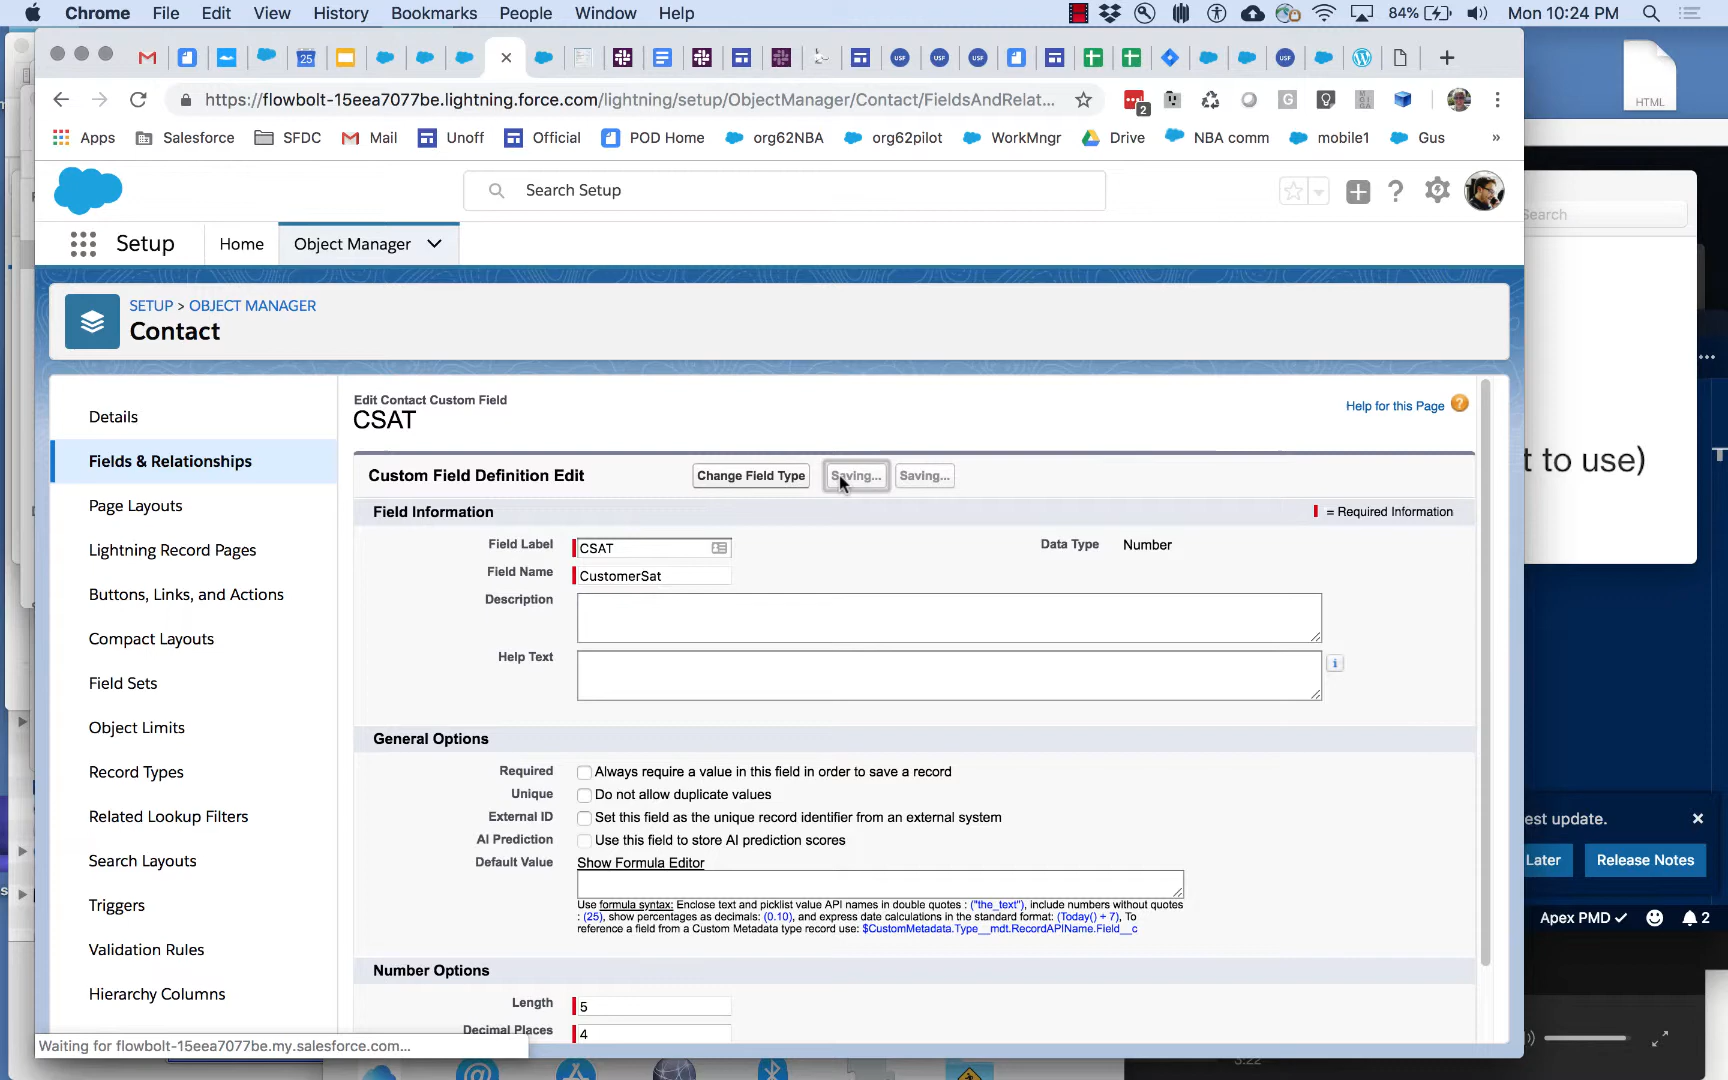 Chrome File Edit View History Bookmarks People Window Help
84% Mon 10:24 PM
25
USF USF USF USF
HTML
https://flowbolt-15eea7077be.lightning.force.com/lightning/setup/ObjectManager/Contact/FieldsAndRelat...
2
Apps Salesforce SFDC Mail Unoff Official POD Home org62NBA org62pilot WorkMngr Drive NBA comm mobile1 Gus »
Search Setup
earch
Setup Home Object Manager
SETUP > OBJECT MANAGER
Contact
Details
Fields & Relationships
Page Layouts
Lightning Record Pages
Buttons, Links, and Actions
Compact Layouts
Field Sets
Object Limits
Record Types
Related Lookup Filters
Search Layouts
Triggers
Validation Rules
Hierarchy Columns
Edit Contact Custom Field
CSAT
Help for this Page ?
Custom Field Definition Edit Change Field Type Saving... Saving...
Field Information = Required Information
Field Label CSAT Data Type Number
Field Name CustomerSat
Description
Help Text
General Options
Required Always require a value in this field in order to save a record
Unique Do not allow duplicate values
External ID Set this field as the unique record identifier from an external system
AI Prediction Use this field to store AI prediction scores
Default Value Show Formula Editor
Use formula syntax: Enclose text and picklist value API names in double quotes : ("the_text"), include numbers without quotes
: (25), show percentages as decimals: (0.10), and express date calculations in the standard format: (Today() + 7), To
reference a field from a Custom Metadata type record use: $CustomMetadata.Type__mdt.RecordAPIName.Field__c
Number Options
Length 5
Decimal Places 4
Waiting for flowbolt-15eea7077be.my.salesforce.com...
t to use)
est update.
Later Release Notes
Apex PMD 2
3:22